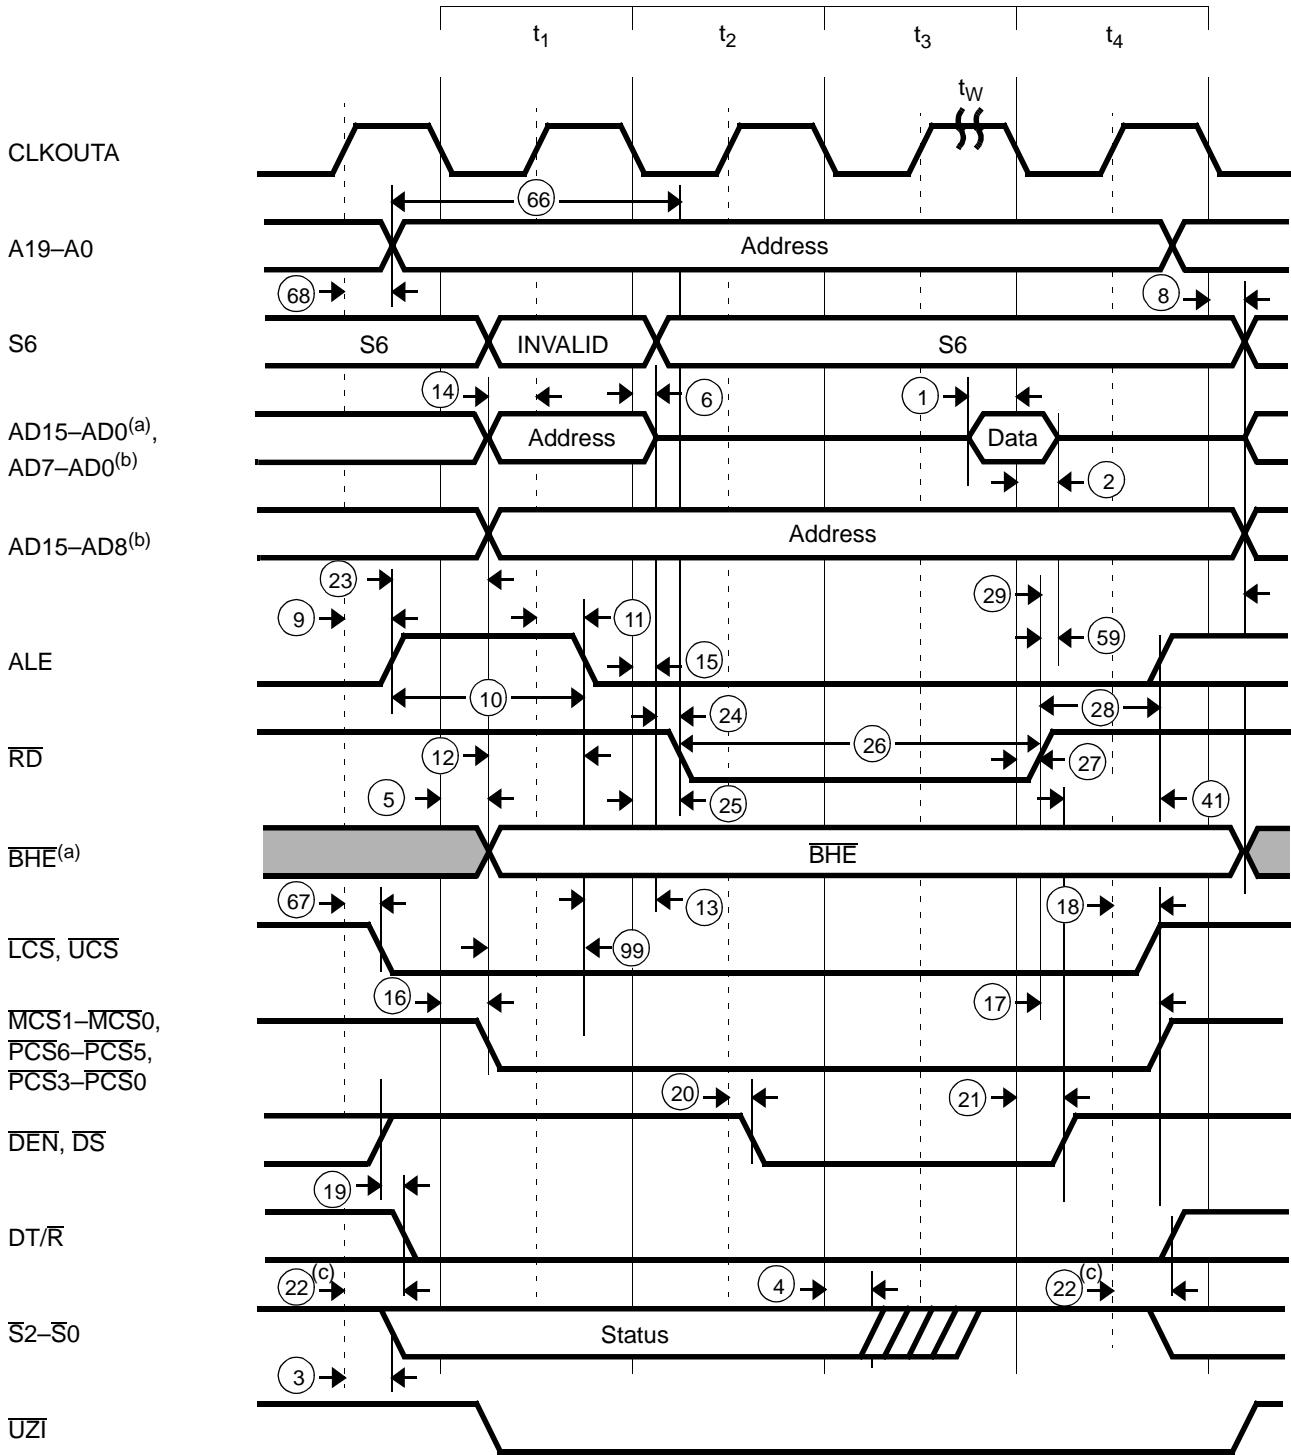 t1 t2 t3 t4
tW
CLKOUTA
66
A19–A0 Address
68 8
S6 S6 INVALID S6
14 6 1
AD15–AD0(a), Address Data
AD7–AD0(b)
2
AD15–AD8(b) Address
23 29
9 11 59
ALE 15
10 28
24
RD 12 26 27
5 25 41
BHE(a) BHE
67 13 18
LCS, UCS 99
16 17
MCS1–MCS0,
PCS6–PCS5,
PCS3–PCS0
20 21
DEN, DS
19
DT/R
22(c) 4 22(c)
S2–S0 Status
3
UZI